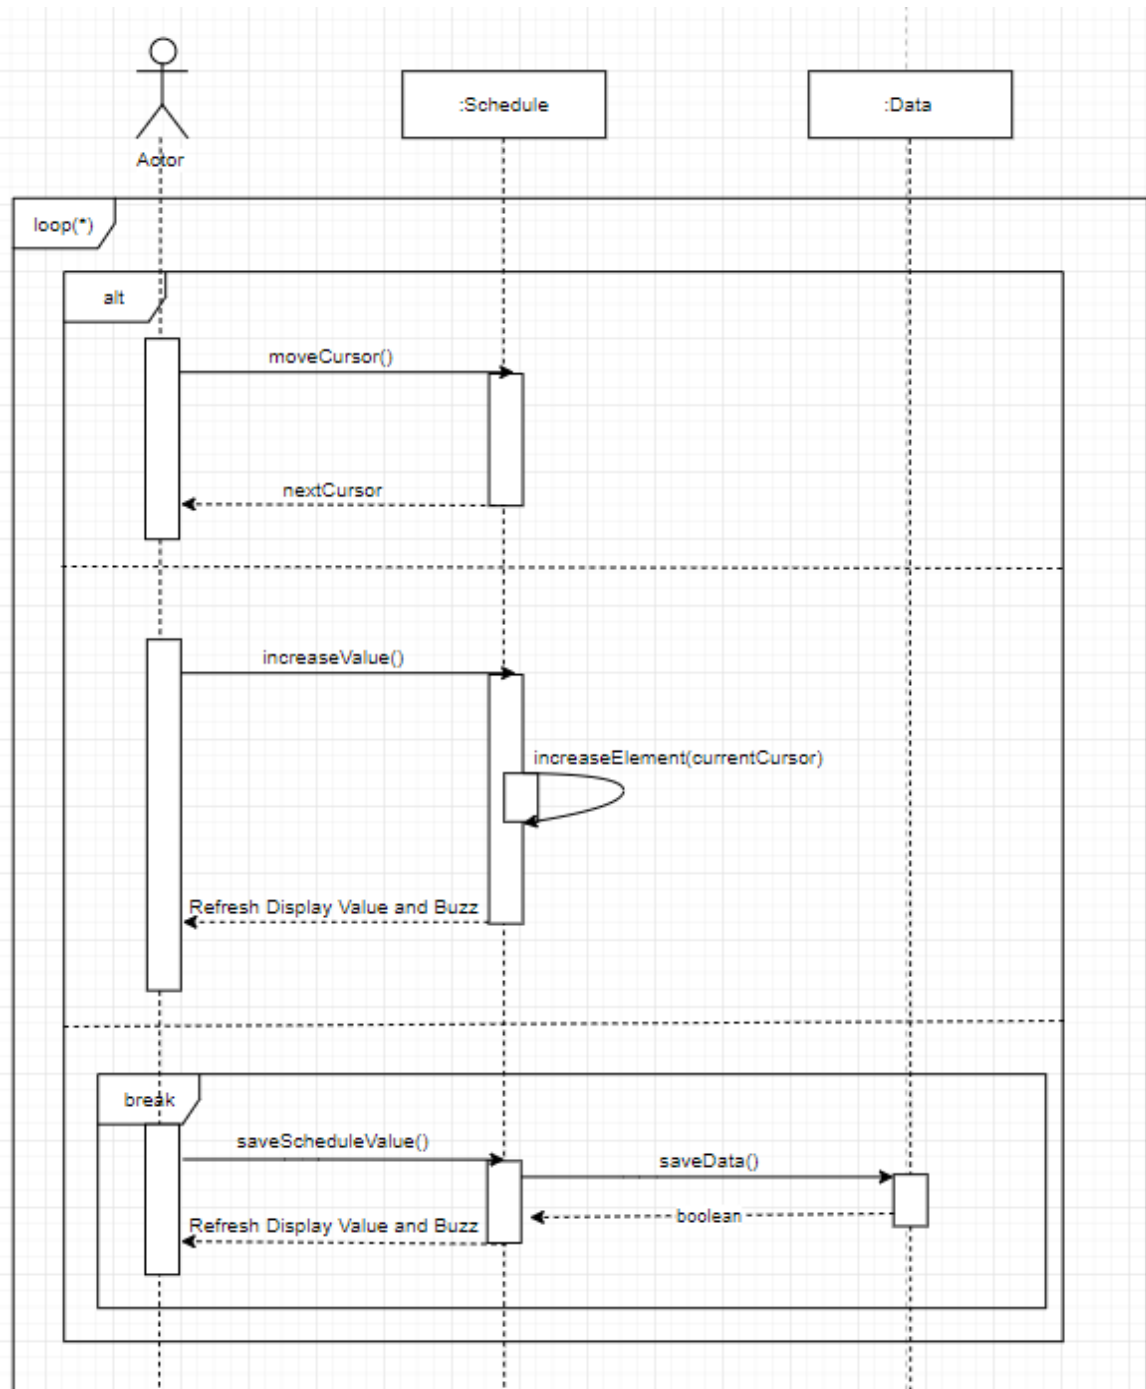 Actor
:Schedule
:Data
loop(*)
alt
moveCursor()
nextCursor
increaseValue()
increaseElement(currentCursor)
Refresh Display Value and Buzz
break
saveScheduleValue()
saveData()
boolean
Refresh Display Value and Buzz